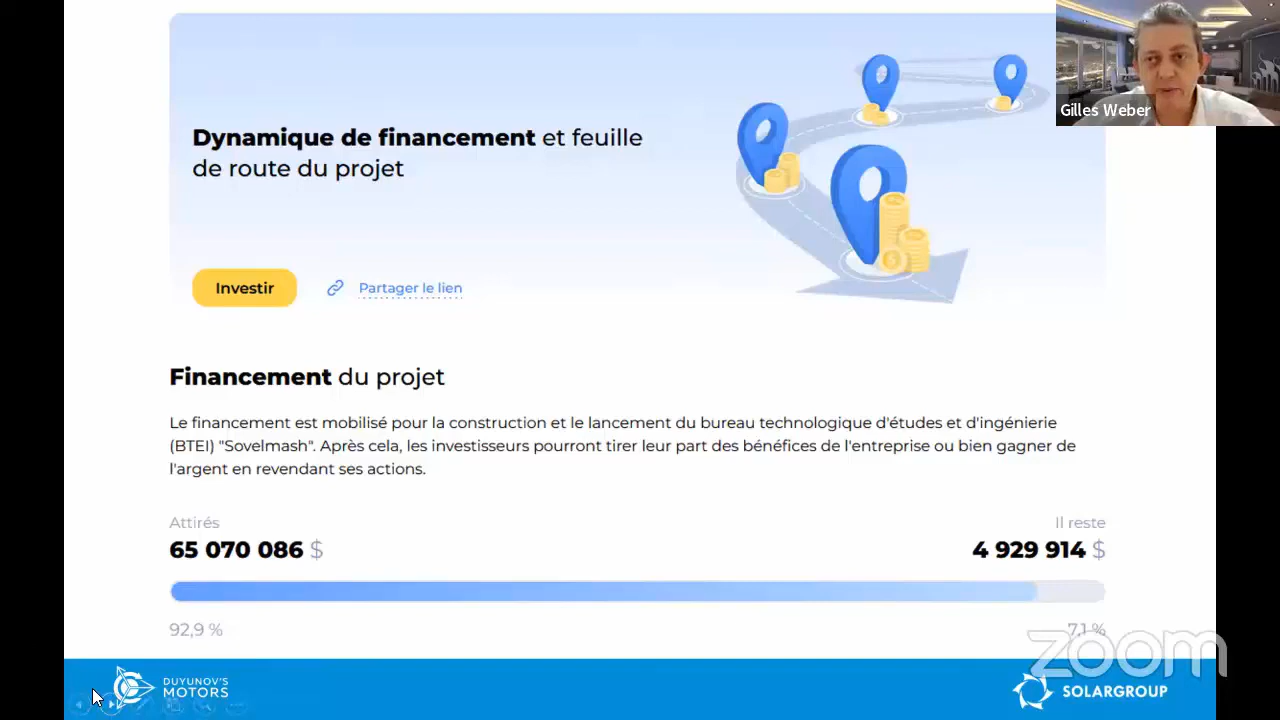 Gilles Weber
Dynamique de financement et feuille
de route du projet
Investir
Partager le lien
Financement du projet
Le financement est mobilisé pour la construction et le lancement du bureau technologique d'études et d'ingénierie
(BTEI) "Sovelmash". Après cela, les investisseurs pourront tirer leur part des bénéfices de l'entreprise ou bien gagner de
l'argent en revendant ses actions.
Attirés
Il reste
65 070 086 $
4 929 914 $
92,9 %
7,1 %
zoom
DUYUNOV'S
MOTORS
SOLARGROUP